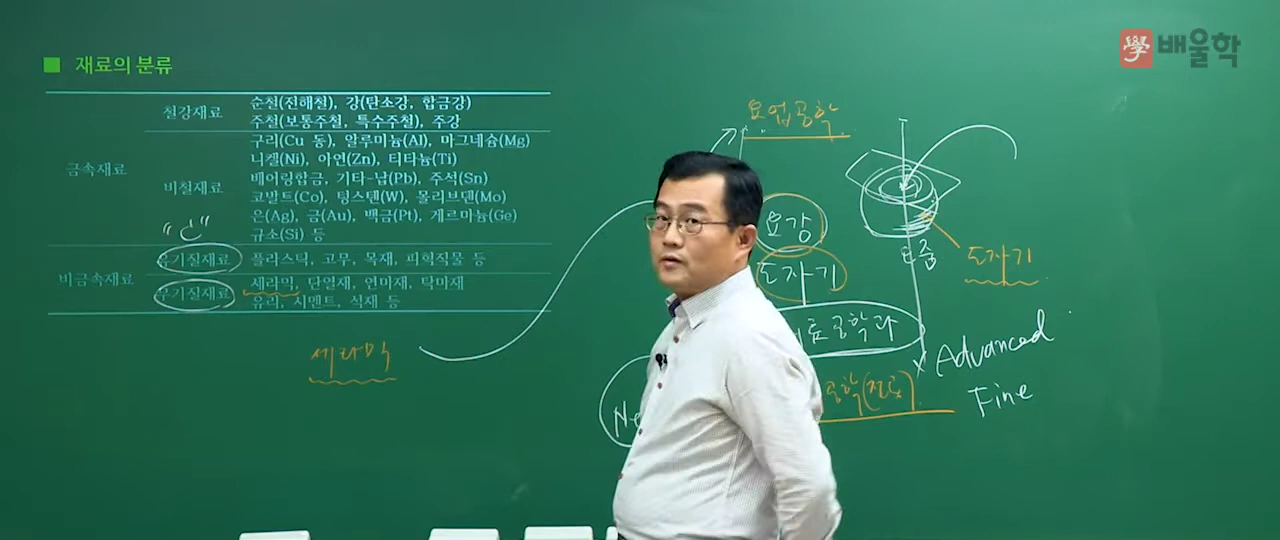 學 배울학
■ 재료의 분류
철강재료 순철(전해철), 강(탄소강, 합금강)
주철(보통주철, 특수주철), 주강
구리(Cu 동), 알루미늄(Al), 마그네슘(Mg)
니켈(Ni), 아연(Zn), 티타늄(Ti)
금속재료 비철재료 베어링합금, 기타-납(Pb), 주석(Sn)
코발트(Co), 텅스텐(W), 몰리브덴(Mo)
은(Ag), 금(Au), 백금(Pt), 게르마늄(Ge)
규소(Si) 등
"C"
유기질재료 플라스틱, 고무, 목재, 피혁직물 등
비금속재료
무기질재료 세라믹, 단열재, 연마재, 탁마재
유리, 시멘트, 석재 등
세라믹
요업공학
요강
도자기
료공학과
공학
Ne
도자기
Advanced
Fine